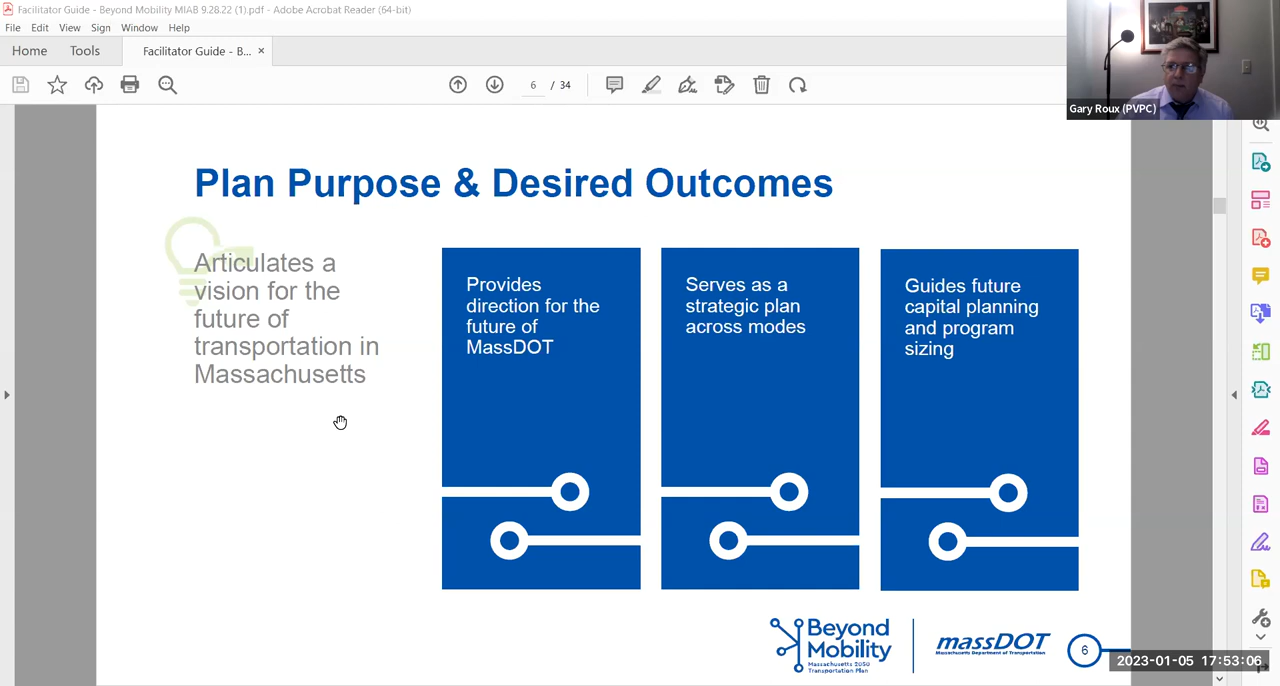 Facilitator Guide - Beyond Mobility MIAB 9.28.22 (1).pdf - Adobe Acrobat Reader (64-bit)
File Edit View Sign Window Help
Home Tools Facilitator Guide - B... ×
6 / 34
Gary Roux (PVPC)
Plan Purpose & Desired Outcomes
Articulates a
vision for the
future of
transportation in
Massachusetts
Provides
direction for the
future of
MassDOT
Serves as a
strategic plan
across modes
Guides future
capital planning
and program
sizing
Beyond
Mobility
Massachusetts 2050
Transportation Plan
massDOT
Massachusetts Department of Transportation
6
2023-01-05 17:53:06